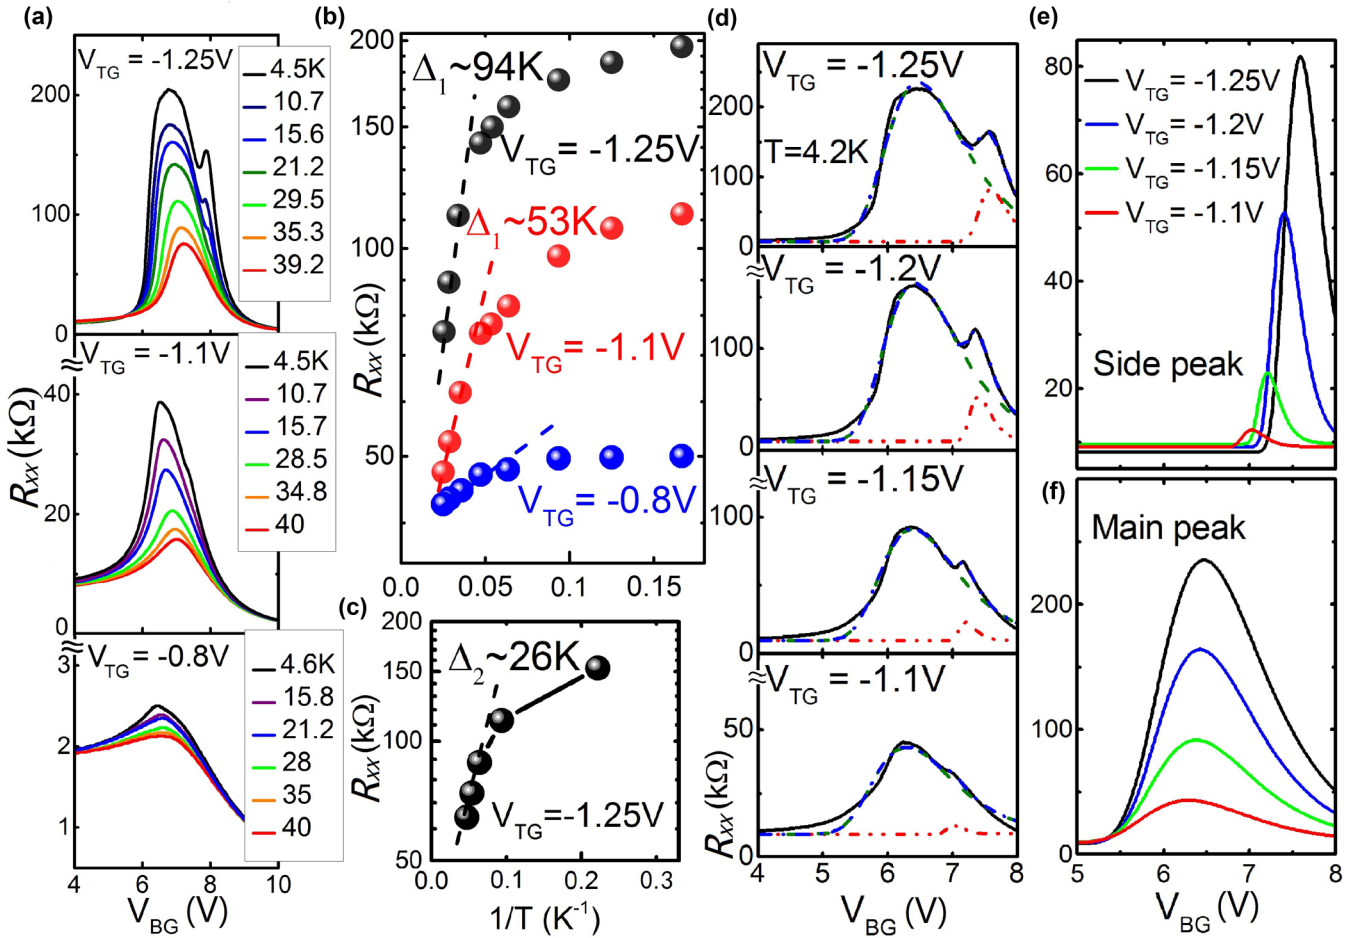 (a)
V_TG = -1.25V
4.5K
10.7
15.6
21.2
29.5
35.3
39.2
200
100
0
≈
V_TG = -1.1V
4.5K
10.7
15.7
28.5
34.8
40
40
20
0
R_xx (kΩ)
≈
V_TG = -0.8V
4.6K
15.8
21.2
28
35
40
3
2
1
4 6 8 10
V_BG (V)
(b)
200
150
100
50
R_xx (kΩ)
Δ₁~94K
V_TG = -1.25V
Δ₁~53K
V_TG = -1.1V
V_TG = -0.8V
0.0 0.05 0.10 0.15
(c)
200
150
100
50
R_xx (kΩ)
Δ₂~26K
V_TG = -1.25V
0.0 0.1 0.2 0.3
1/T (K⁻¹)
(d)
V_TG = -1.25V
T=4.2K
200
100
0
≈
V_TG = -1.2V
100
0
≈
V_TG = -1.15V
100
0
≈
V_TG = -1.1V
50
0
R_xx (kΩ)
4 5 6 7 8
V_BG (V)
(e)
80
60
40
20
V_TG = -1.25V
V_TG = -1.2V
V_TG = -1.15V
V_TG = -1.1V
Side peak
(f)
Main peak
200
100
0
5 6 7 8
V_BG (V)